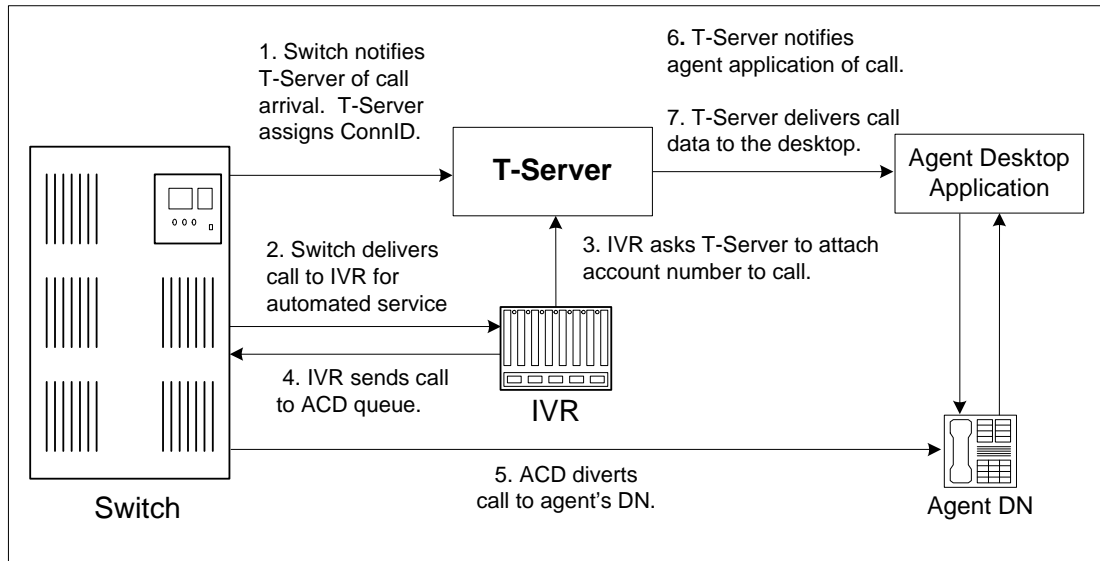 1. Switch notifies
T-Server of call
arrival.  T-Server
assigns ConnID.
6. T-Server notifies
agent application of call.
7. T-Server delivers call
data to the desktop.
T-Server
Agent Desktop
Application
2. Switch delivers
call to IVR for
automated service
3. IVR asks T-Server to attach
account number to call.
4. IVR sends call
to ACD queue.
IVR
5. ACD diverts
call to agent’s DN.
Switch
Agent DN